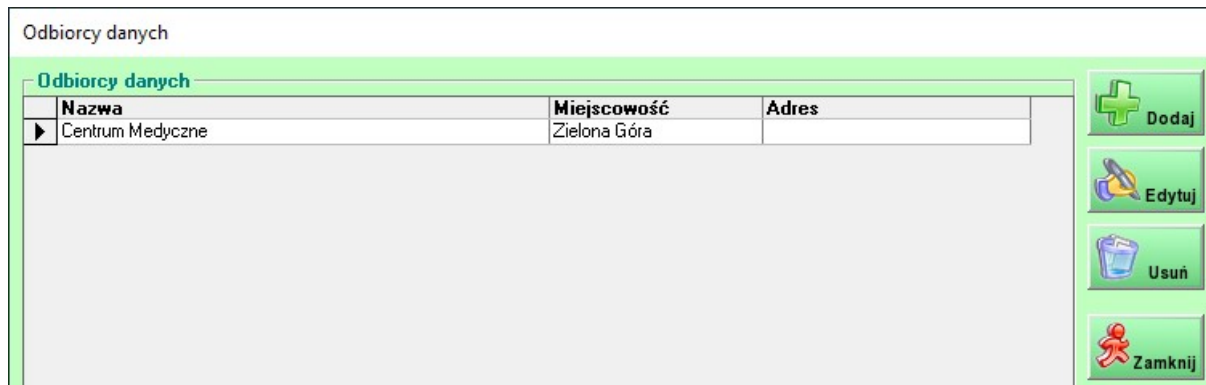 Odbiorcy danych
Odbiorcy danych
Nazwa Miejscowość Adres
Centrum Medyczne Zielona Góra
Dodaj
Edytuj
Usuń
Zamknij